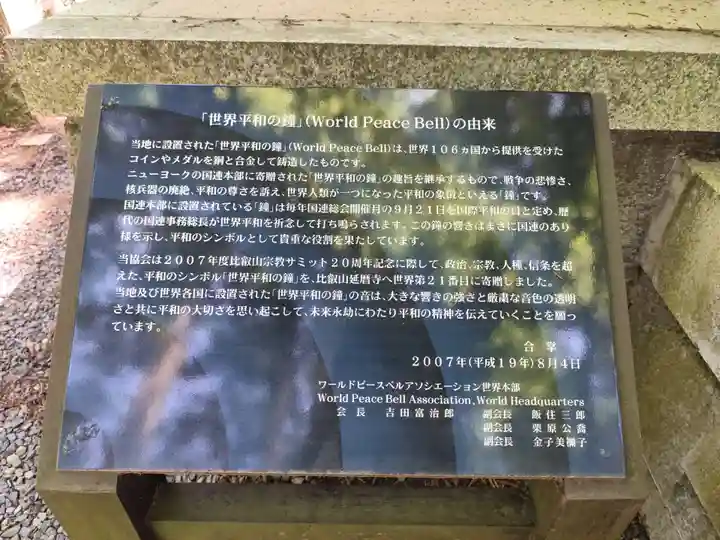 「世界平和の鐘」(World Peace Bell)の由来
当地に設置された「世界平和の鐘」(World Peace Bell)は、世界１０６ヵ国から提供を受けた
コインやメダルを銅と合金して鋳造したものです。
ニューヨークの国連本部に寄贈された「世界平和の鐘」の趣旨を継承するもので、戦争の悲惨さ、
核兵器の廃絶、平和の尊さを訴え、世界人類が一つになった平和の象徴といえる「鐘」です。
国連本部に設置されている「鐘」は毎年国連総会開催日の９月２１日を国際平和の日と定め、歴
代の国連事務総長が世界平和を祈念して打ち鳴らされます。この鐘の響きはまさに国連のあり
様を示し、平和のシンボルとして貴重な役割を果たしています。
当協会は２００７年度比叡山宗教サミット２０周年記念に際して、政治、宗教、人種、信条を超
えた、平和のシンボル「世界平和の鐘」を、比叡山延暦寺へ世界第２１番目に寄贈しました。
当地及び世界各国に設置された「世界平和の鐘」の音は、大きな響きの強さと厳粛な音色の透明
さと共に平和の大切さを思い起こして、未来永劫にわたり平和の精神を伝えていくことを願っ
ています。
合掌
２００７年(平成１９年)８月４日
ワールドピースベルアソシエーション世界本部
World Peace Bell Association, World Headquarters
会長 吉田富治郎 副会長 飯住三郎
副会長 栗原公喬
副会長 金子美禰子